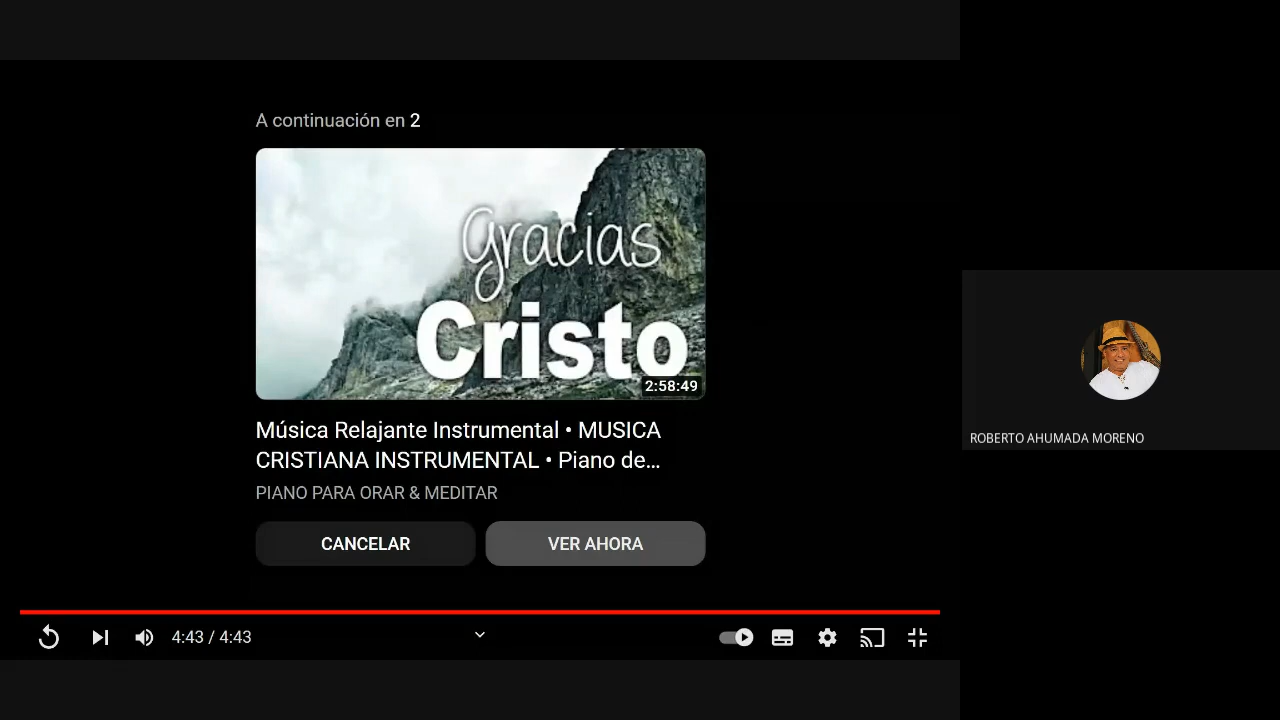 A continuación en 2
Gracias
Cristo
2:58:49
Música Relajante Instrumental • MUSICA
CRISTIANA INSTRUMENTAL • Piano de...
PIANO PARA ORAR & MEDITAR
CANCELAR
VER AHORA
4:43 / 4:43
ROBERTO AHUMADA MORENO